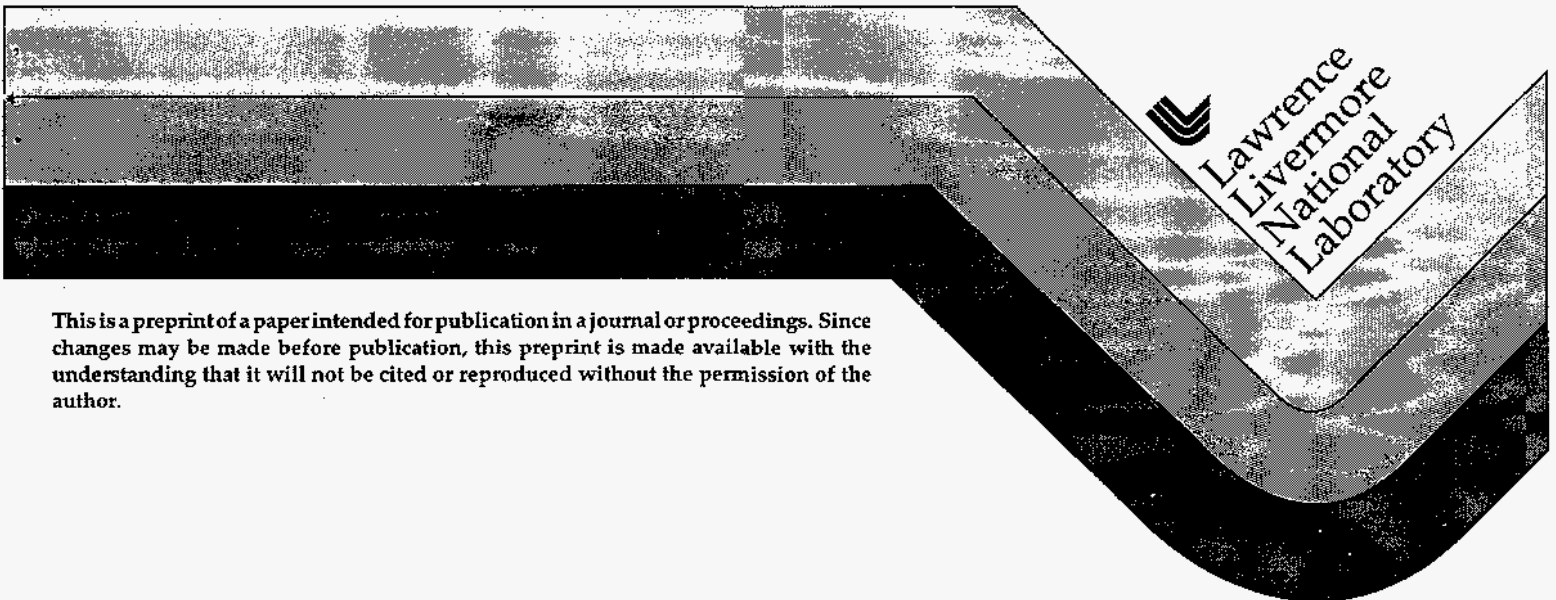 Lawrence
Livermore
National
Laboratory
This is a preprint of a paper intended for publication in a journal or proceedings. Since
changes may be made before publication, this preprint is made available with the
understanding that it will not be cited or reproduced without the permission of the
author.